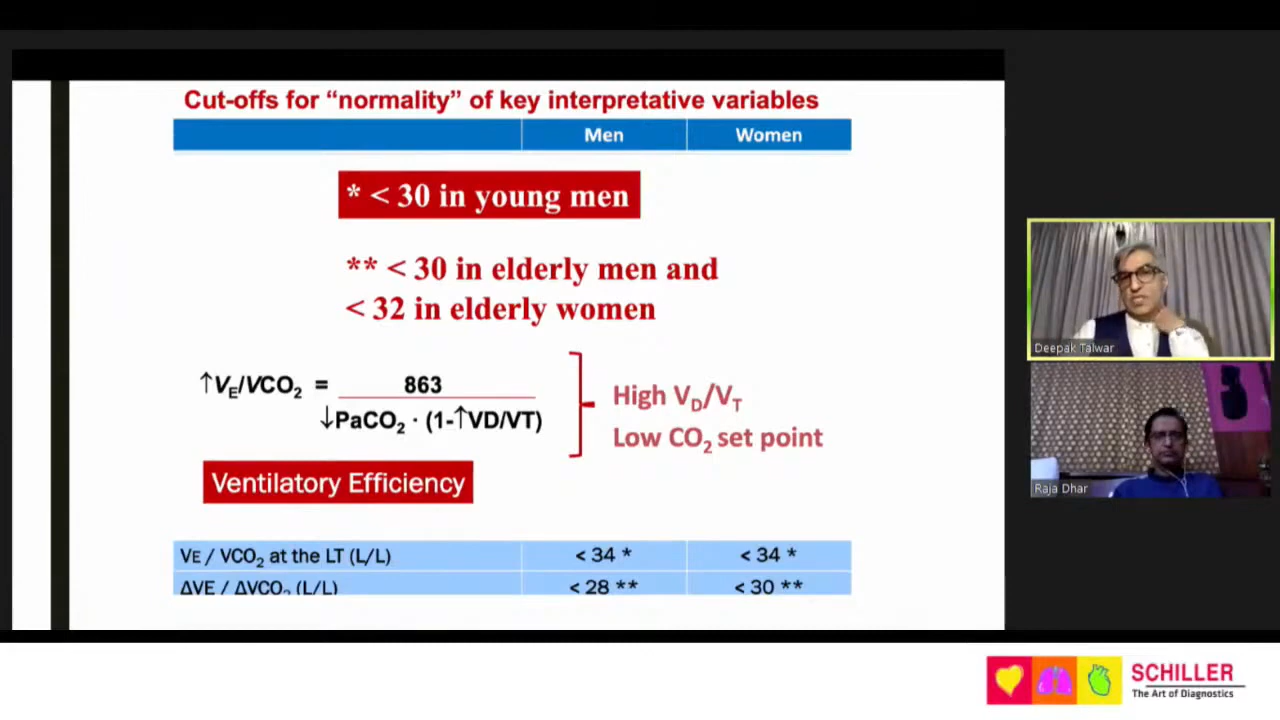 Cut-offs for “normality” of key interpretative variables
Men Women
* < 30 in young men
** < 30 in elderly men and
< 32 in elderly women
↑VE/VCO₂ = 863
↓PaCO₂ · (1-↑VD/VT)
High VD/VT
Low CO₂ set point
Ventilatory Efficiency
VE / VCO₂ at the LT (L/L) < 34 * < 34 *
ΔVE / ΔVCO₂ (L/L) < 28 ** < 30 **
Deepak Talwar
Raja Dhar
SCHILLER
The Art of Diagnostics